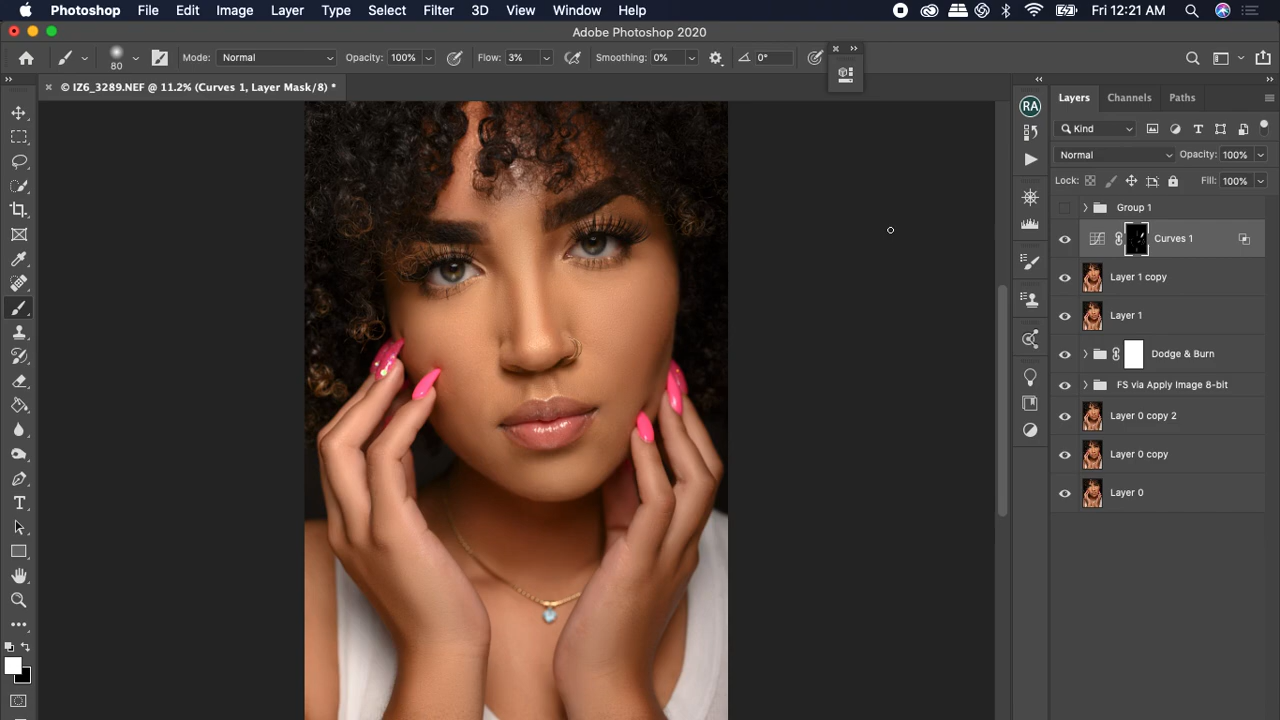 Photoshop File Edit Image Layer Type Select Filter 3D View Window Help Fri 12:21 AM
Adobe Photoshop 2020
80 Mode: Normal Opacity: 100% Flow: 3% Smoothing: 0% 0°
© IZ6_3289.NEF @ 11.2% (Curves 1, Layer Mask/8) *
RA
Layers Channels Paths
Kind
Normal Opacity: 100%
Lock: Fill: 100%
Group 1
Curves 1
Layer 1 copy
Layer 1
Dodge & Burn
FS via Apply Image 8-bit
Layer 0 copy 2
Layer 0 copy
Layer 0